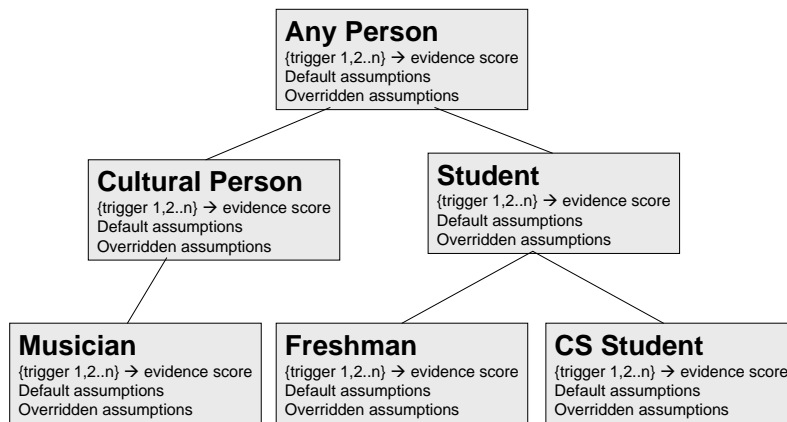 Any Person
{trigger 1,2..n} → evidence score
Default assumptions
Overridden assumptions
Cultural Person
{trigger 1,2..n} → evidence score
Default assumptions
Overridden assumptions
Student
{trigger 1,2..n} → evidence score
Default assumptions
Overridden assumptions
Musician
{trigger 1,2..n} → evidence score
Default assumptions
Overridden assumptions
Freshman
{trigger 1,2..n} → evidence score
Default assumptions
Overridden assumptions
CS Student
{trigger 1,2..n} → evidence score
Default assumptions
Overridden assumptions